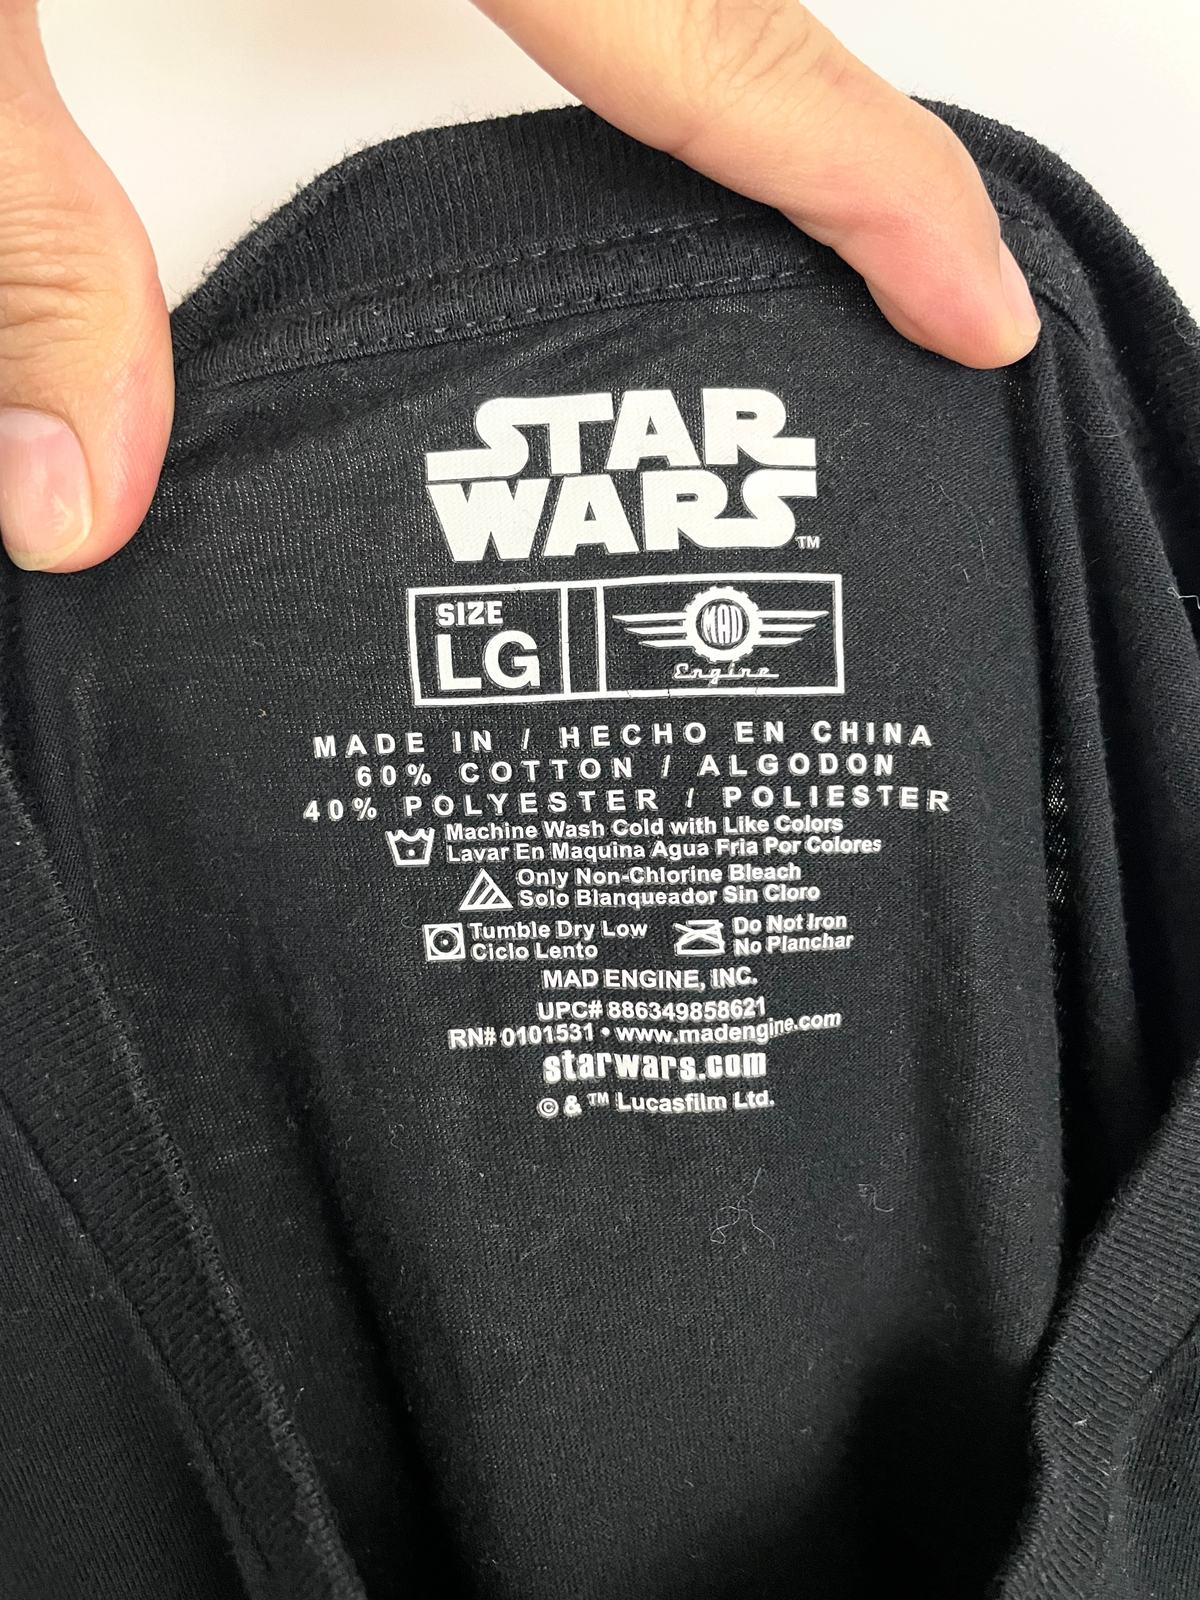 STAR
WARS™
SIZE
LG
MAD
Engine
MADE IN / HECHO EN CHINA
60% COTTON / ALGODON
40% POLYESTER / POLIESTER
Machine Wash Cold with Like Colors
Lavar En Maquina Agua Fria Por Colores
Only Non-Chlorine Bleach
Solo Blanqueador Sin Cloro
Tumble Dry Low
Ciclo Lento
Do Not Iron
No Planchar
MAD ENGINE, INC.
UPC# 886349858621
RN# 0101531 • www.madengine.com
starwars.com
© & ™ Lucasfilm Ltd.